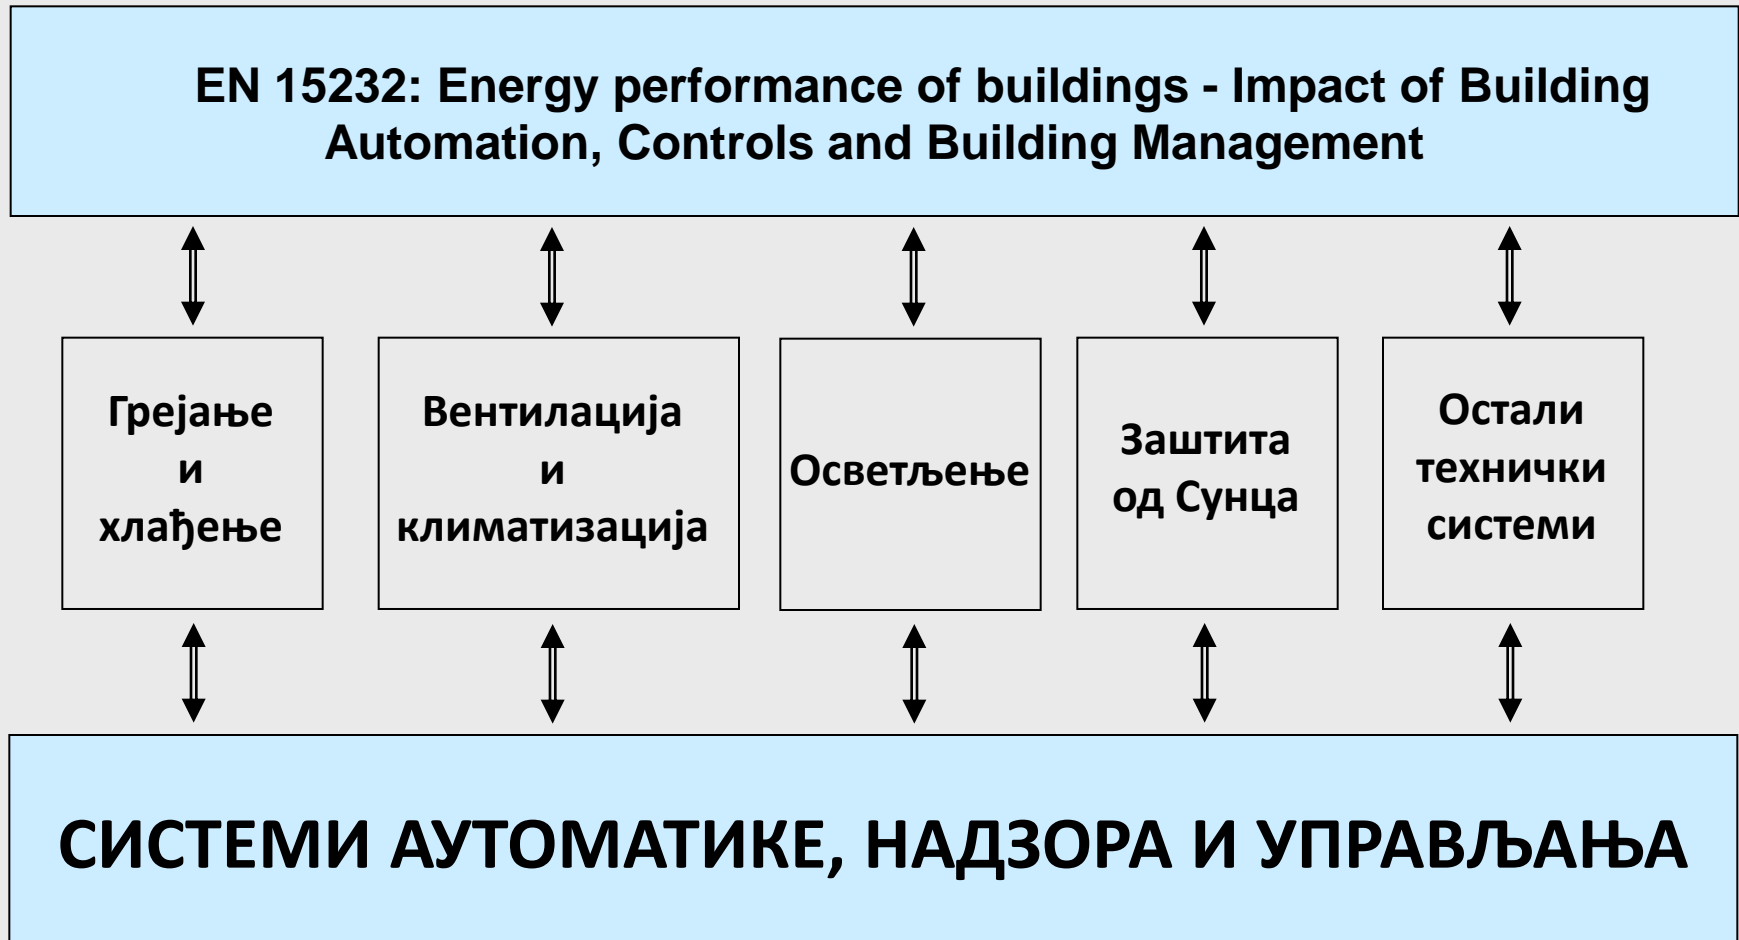 EN 15232: Energy performance of buildings - Impact of Building
Automation, Controls and Building Management
Грејање
и
хлађење
Вентилација
и
климатизација
Осветљење
Заштита
од Сунца
Остали
технички
системи
СИСТЕМИ АУТОМАТИКЕ, НАДЗОРА И УПРАВЉАЊА